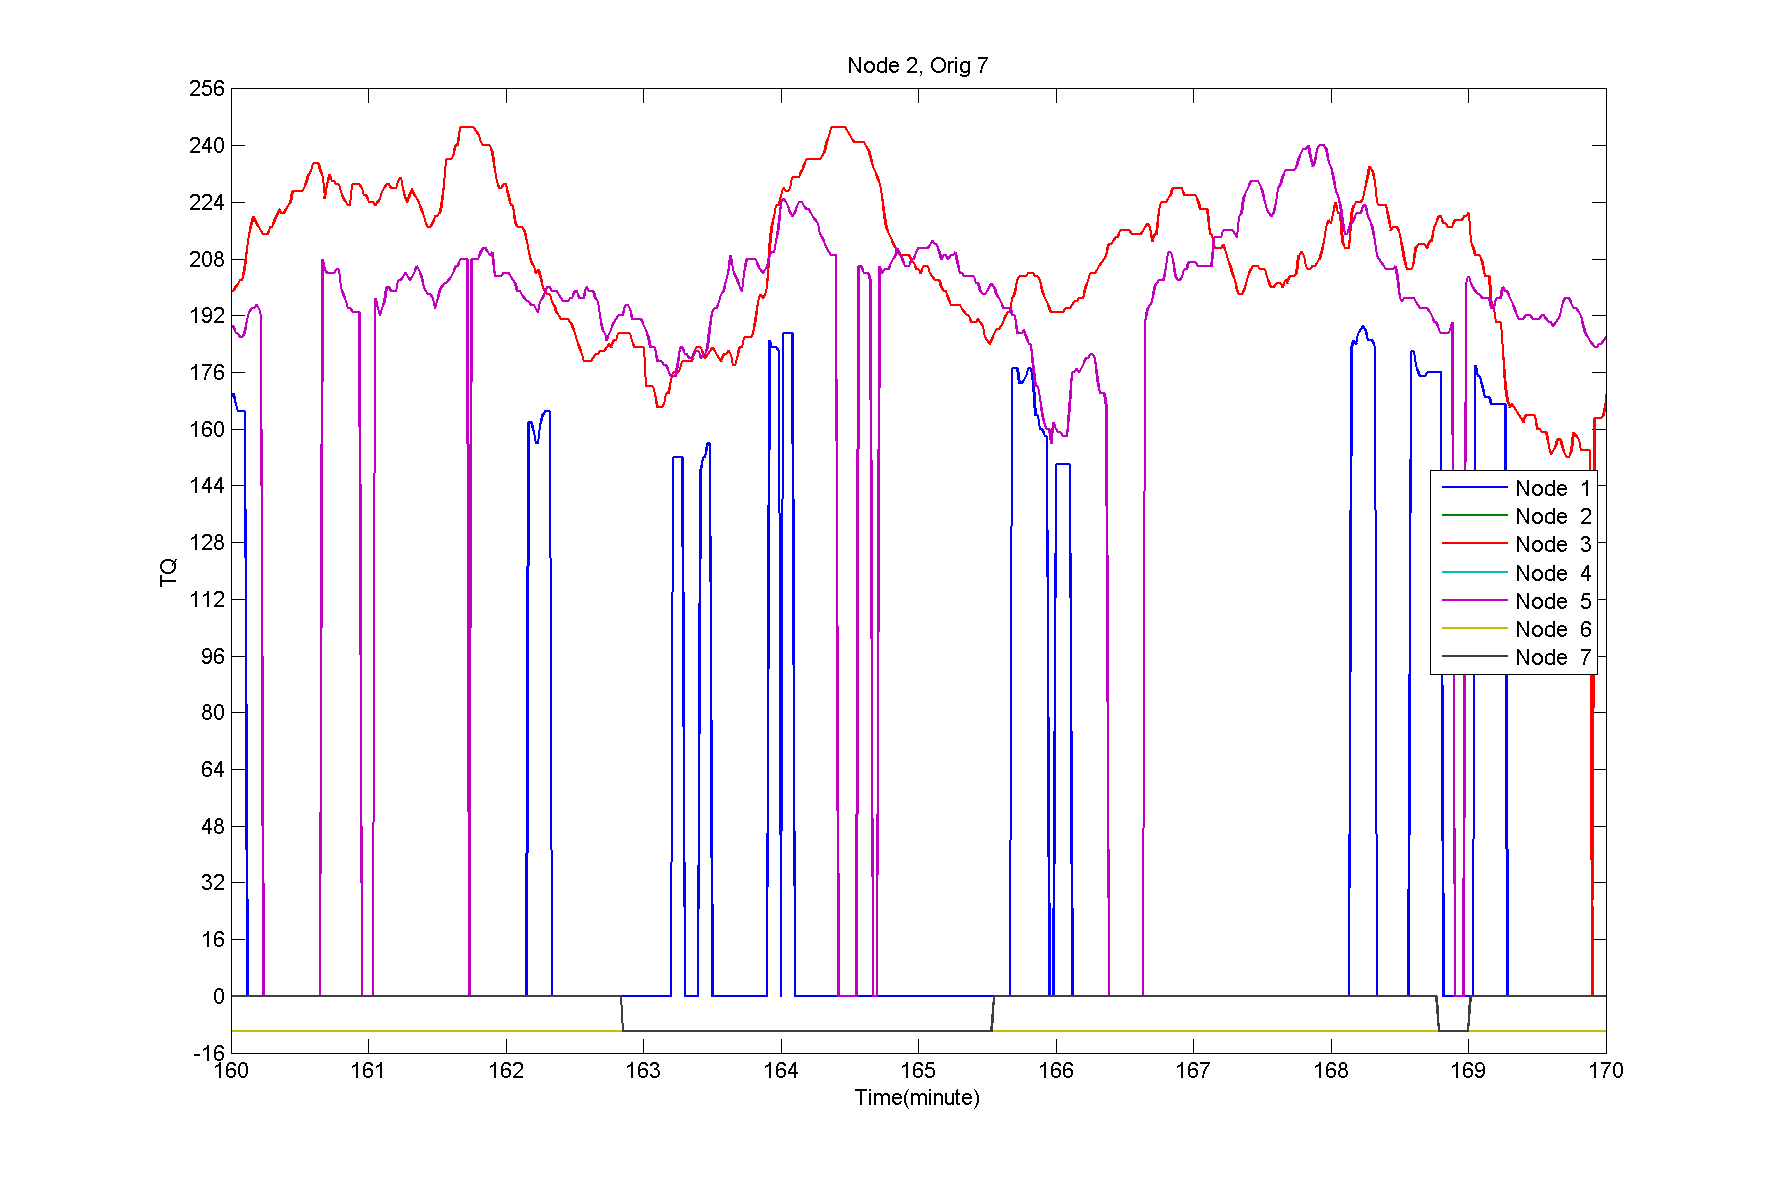 Node 2, Orig 7
256
240
224
208
192
176
160
144
128
112
96
80
64
48
32
16
0
-16
TQ
Node 1
Node 2
Node 3
Node 4
Node 5
Node 6
Node 7
160 161 162 163 164 165 166 167 168 169 170
Time(minute)